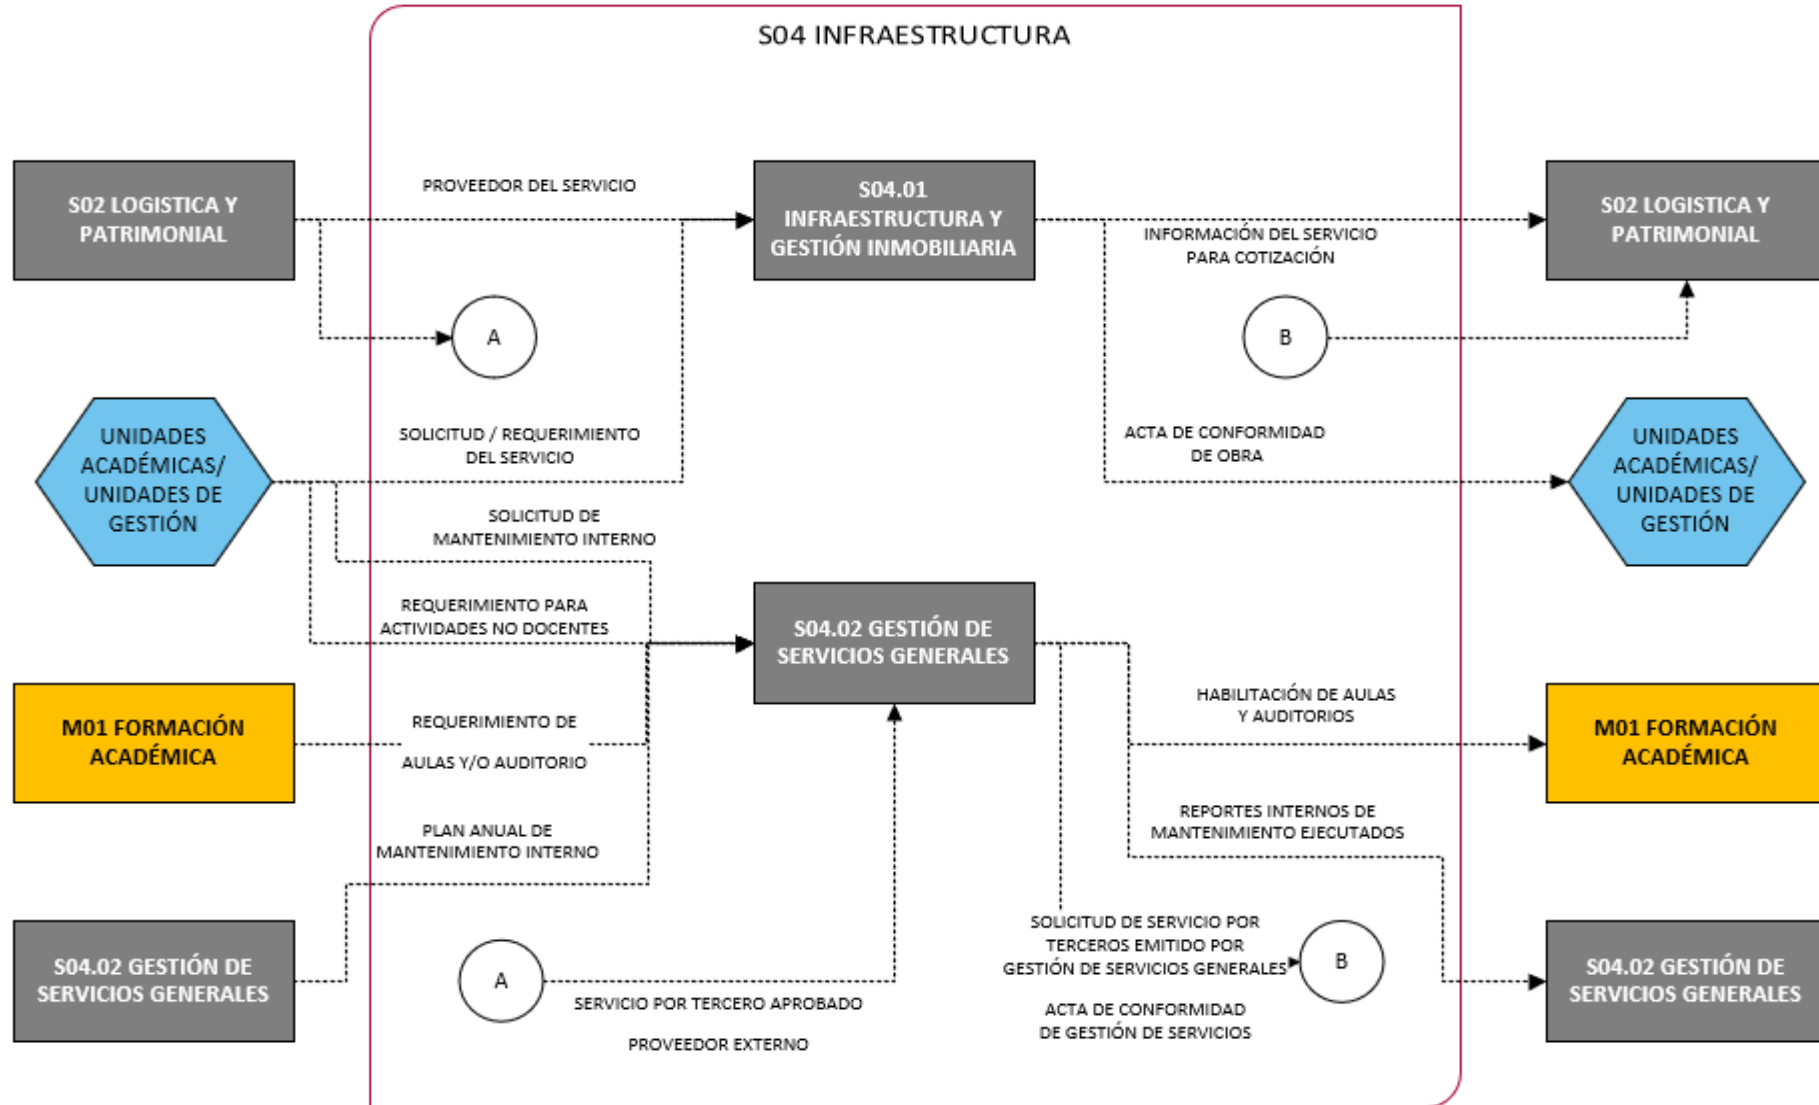 S04 INFRAESTRUCTURA
S02 LOGISTICA Y
PATRIMONIAL
PROVEEDOR DEL SERVICIO
S04.01
INFRAESTRUCTURA Y
GESTIÓN INMOBILIARIA
INFORMACIÓN DEL SERVICIO
PARA COTIZACIÓN
S02 LOGISTICA Y
PATRIMONIAL
A
B
UNIDADES
ACADÉMICAS/
UNIDADES DE
GESTIÓN
SOLICITUD / REQUERIMIENTO
DEL SERVICIO
ACTA DE CONFORMIDAD
DE OBRA
UNIDADES
ACADÉMICAS/
UNIDADES DE
GESTIÓN
SOLICITUD DE
MANTENIMIENTO INTERNO
REQUERIMIENTO PARA
ACTIVIDADES NO DOCENTES
S04.02 GESTIÓN DE
SERVICIOS GENERALES
M01 FORMACIÓN
ACADÉMICA
REQUERIMIENTO DE
AULAS Y/O AUDITORIO
HABILITACIÓN DE AULAS
Y AUDITORIOS
M01 FORMACIÓN
ACADÉMICA
PLAN ANUAL DE
MANTENIMIENTO INTERNO
REPORTES INTERNOS DE
MANTENIMIENTO EJECUTADOS
S04.02 GESTIÓN DE
SERVICIOS GENERALES
A
SERVICIO POR TERCERO APROBADO
PROVEEDOR EXTERNO
SOLICITUD DE SERVICIO POR
TERCEROS EMITIDO POR
GESTIÓN DE SERVICIOS GENERALES
ACTA DE CONFORMIDAD
DE GESTIÓN DE SERVICIOS
B
S04.02 GESTIÓN DE
SERVICIOS GENERALES